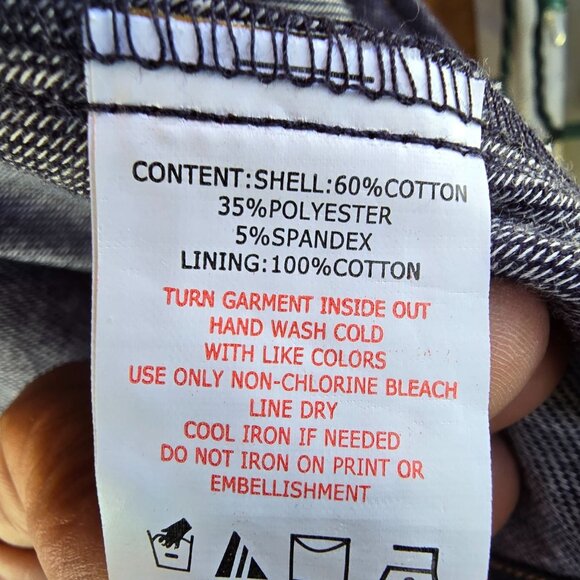 CONTENT:SHELL:60%COTTON
35%POLYESTER
5%SPANDEX
LINING:100%COTTON
TURN GARMENT INSIDE OUT
HAND WASH COLD
WITH LIKE COLORS
USE ONLY NON-CHLORINE BLEACH
LINE DRY
COOL IRON IF NEEDED
DO NOT IRON ON PRINT OR
EMBELLISHMENT